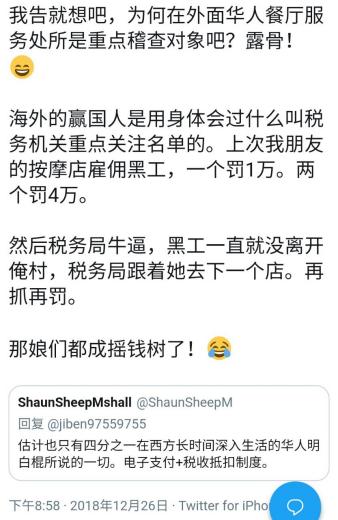 我告就想吧，为何在外面华人餐厅服
务处所是重点稽查对象吧？露骨！
😄
海外的赢国人是用身体会过什么叫税
务机关重点关注名单的。上次我朋友
的按摩店雇佣黑工，一个罚1万。两
个罚4万。
然后税务局牛逼，黑工一直就没离开
俺村，税务局跟着她去下一个店。再
抓再罚。
那娘们都成摇钱树了！😂
ShaunSheepMshall @ShaunSheepM
回复 @jiben97559755
估计也只有四分之一在西方长时间深入生活的华人明
白棍所说的一切。电子支付+税收抵扣制度。
下午8:58 · 2018年12月26日 · Twitter for iPho